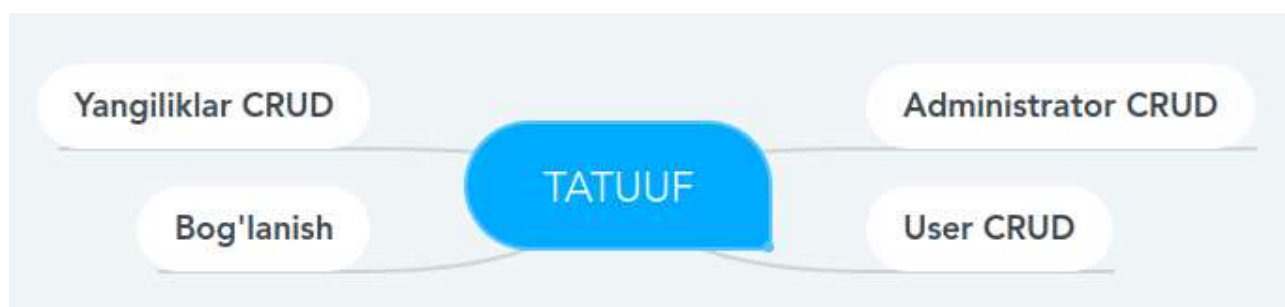 Yangiliklar CRUD
Administrator CRUD
TATUUF
Bog'lanish
User CRUD